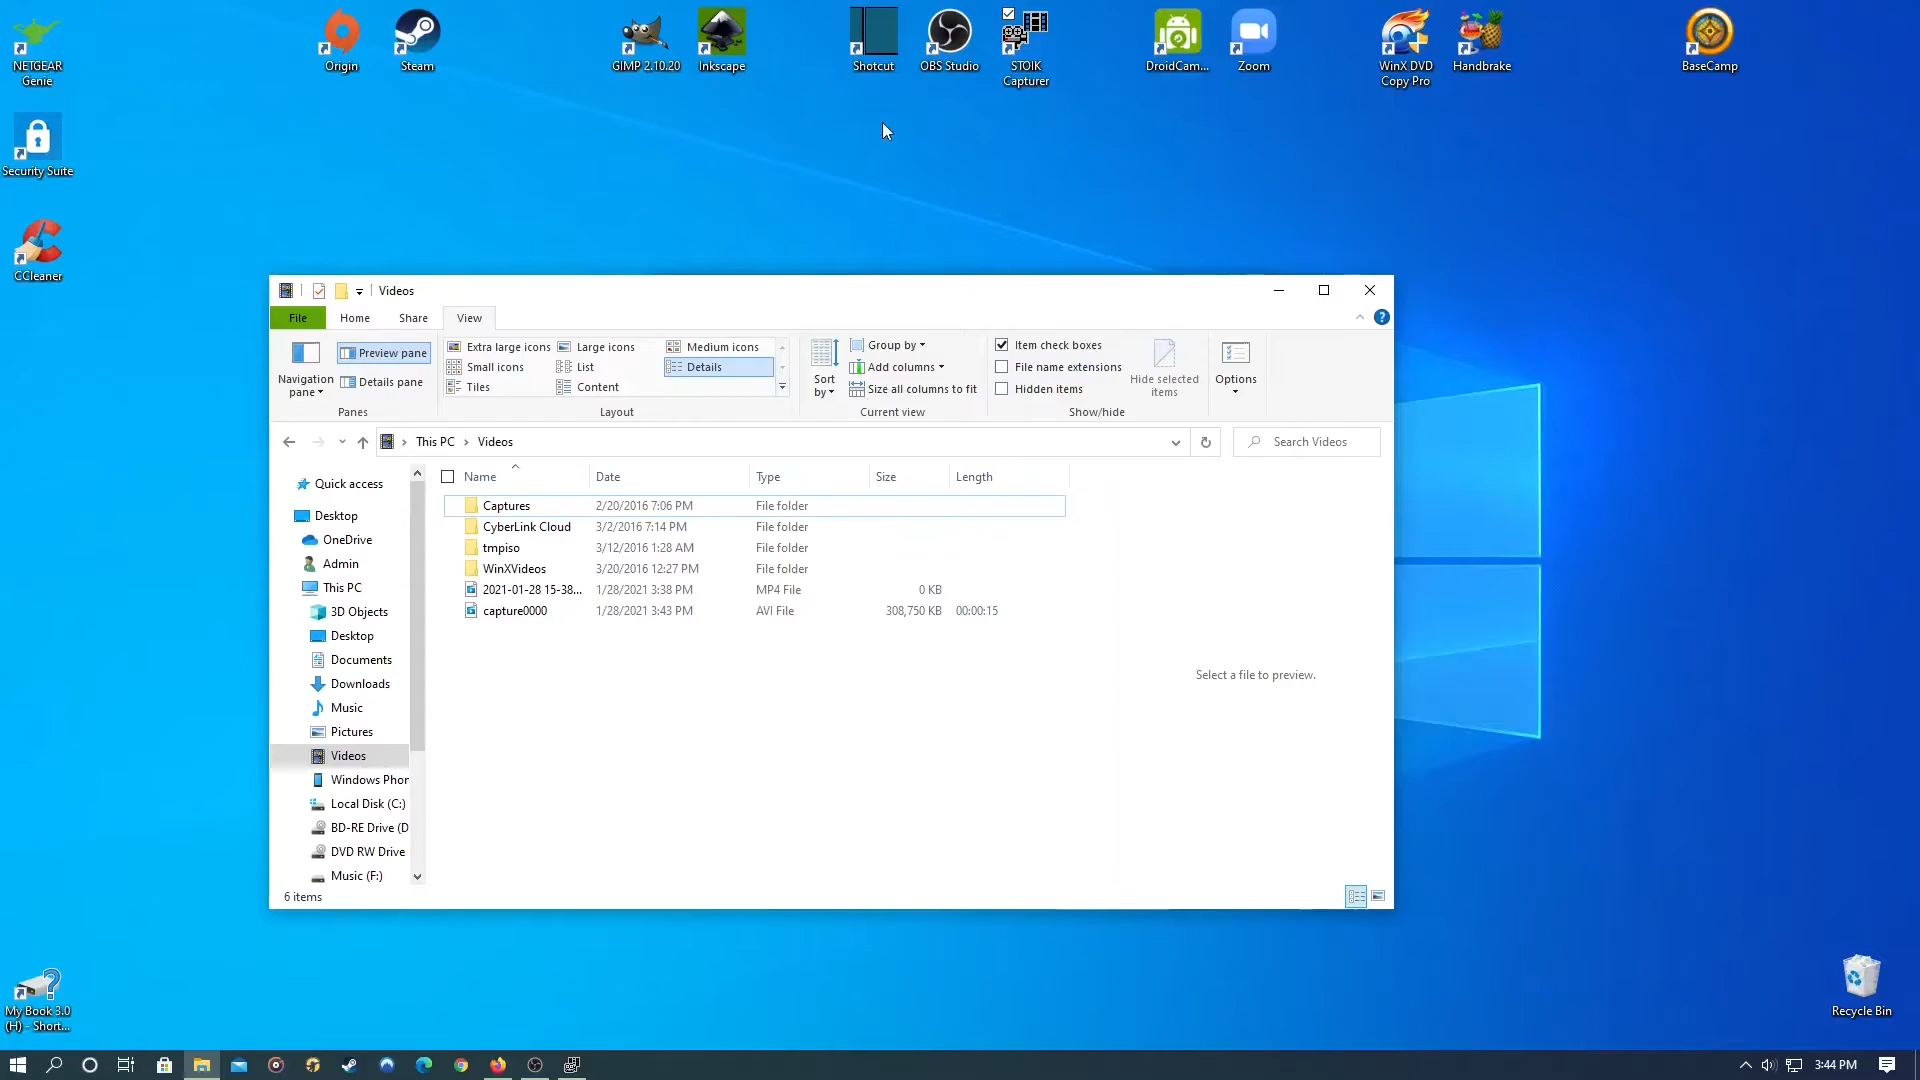 NETGEAR
Genie
Origin
Steam
GIMP 2.10.20
Inkscape
Shotcut
OBS Studio
STOIK
Capturer
DroidCam...
Zoom
WinX DVD
Copy Pro
Handbrake
BaseCamp
Security Suite
CCleaner
Videos
File
Home
Share
View
Navigation
pane
Preview pane
Details pane
Panes
Extra large icons
Large icons
Medium icons
Small icons
List
Details
Tiles
Content
Layout
Sort
by
Group by
Add columns
Size all columns to fit
Current view
Item check boxes
File name extensions
Hidden items
Show/hide
Hide selected
items
Options
This PC > Videos
Search Videos
Quick access
Desktop
OneDrive
Admin
This PC
3D Objects
Desktop
Documents
Downloads
Music
Pictures
Videos
Windows Phon
Local Disk (C:)
BD-RE Drive (D
DVD RW Drive
Music (F:)
Name Date Type Size Length
Captures 2/20/2016 7:06 PM File folder
CyberLink Cloud 3/2/2016 7:14 PM File folder
tmpiso 3/12/2016 1:28 AM File folder
WinXVideos 3/20/2016 12:27 PM File folder
2021-01-28 15-38... 1/28/2021 3:38 PM MP4 File 0 KB
capture0000 1/28/2021 3:43 PM AVI File 308,750 KB 00:00:15
Select a file to preview.
6 items
My Book 3.0
(H) - Short...
Recycle Bin
3:44 PM